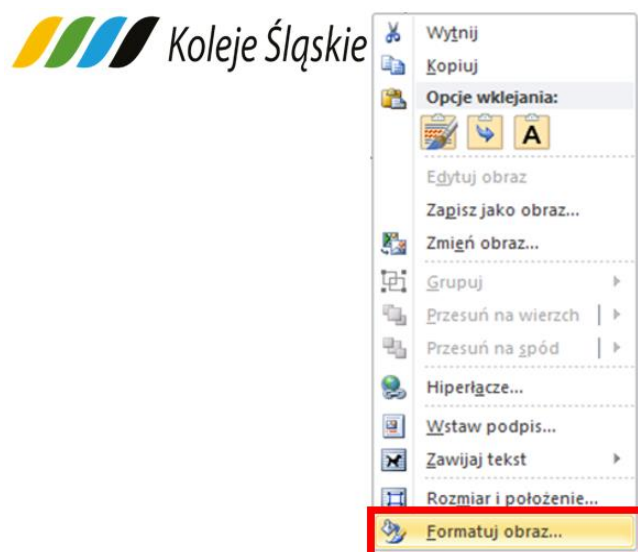 Koleje Śląskie
Wytnij
Kopiuj
Opcje wklejania:
A
Edytuj obraz
Zapisz jako obraz...
Zmień obraz...
Grupuj
Przesuń na wierzch
Przesuń na spód
Hiperłącze...
Wstaw podpis...
Zawijaj tekst
Rozmiar i położenie...
Formatuj obraz...